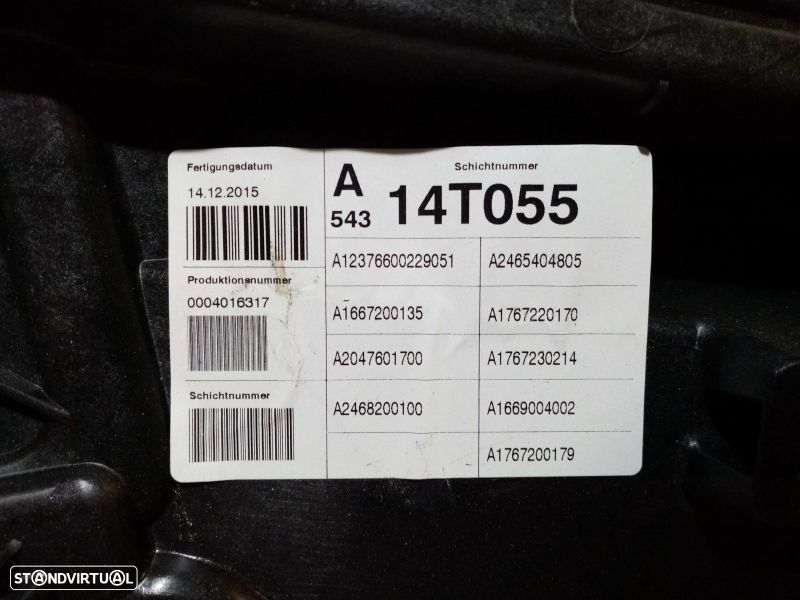 Fertigungsdatum
14.12.2015
Produktionsnummer
0004016317
Schichtnummer
A
543
Schichtnummer
14T055
A12376600229051 A2465404805
A1667200135 A1767220170
A2047601700 A1767230214
A2468200100 A1669004002
A1767200179
STANDVIRTUAL